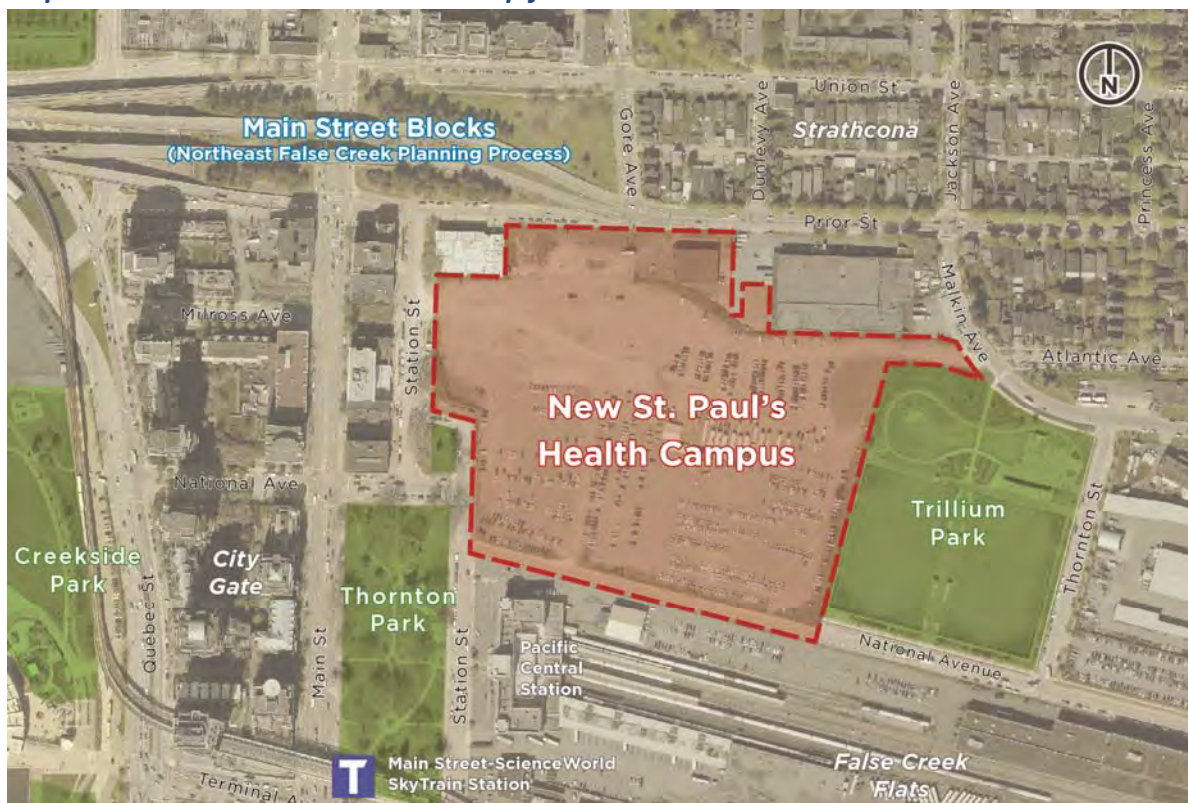 Union St
N
Main Street Blocks
(Northeast False Creek Planning Process)
Gore Ave
Dunlevy Ave
Strathcona
Jackson Ave
Princess Ave
Prior St
Malkin Ave
Milross Ave
Station St
Atlantic Ave
New St. Paul's
Health Campus
National Ave
Trillium
Park
Thornton St
Creekside
Park
City
Gate
Thornton
Park
Quebec St
Main St
Station St
Pacific
Central
Station
National Avenue
T
Main Street-ScienceWorld
SkyTrain Station
False Creek
Flats
Terminal A